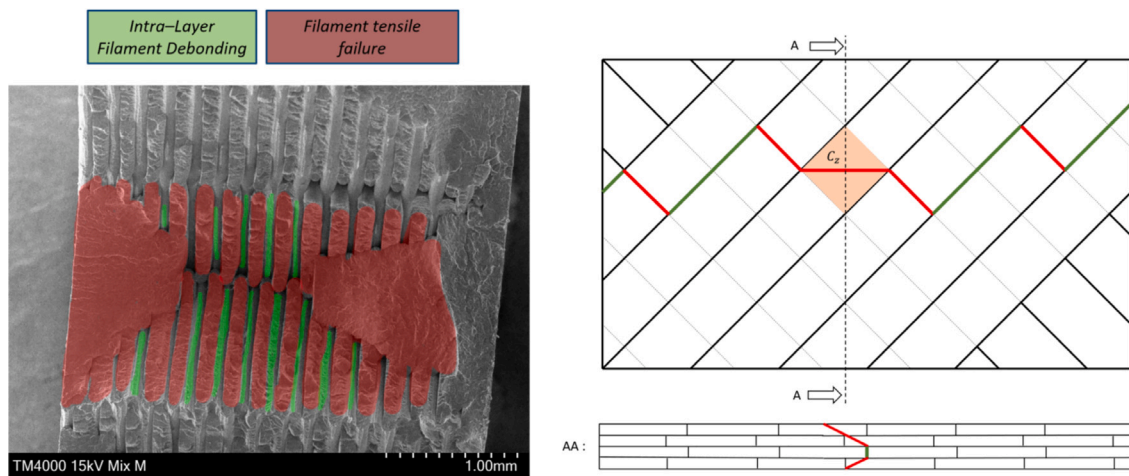 Intra–Layer
Filament Debonding
Filament tensile
failure
A
C_z
A
AA :
TM4000 15kV Mix M
1.00mm